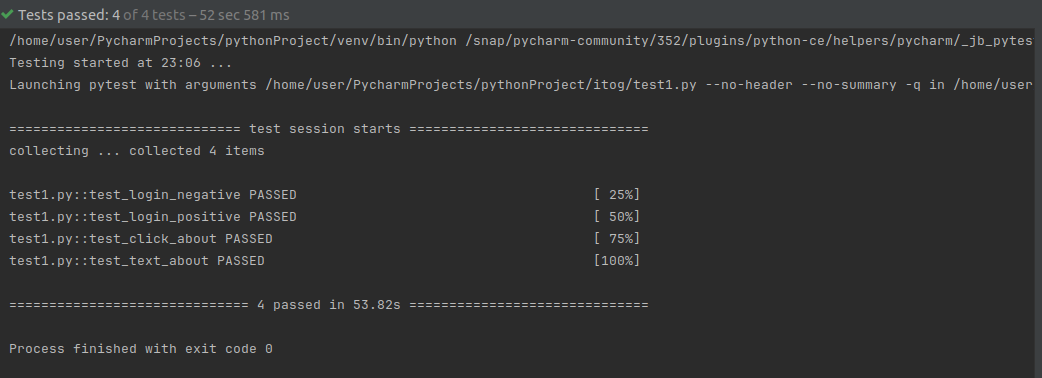 Tests passed: 4 of 4 tests – 52 sec 581 ms
/home/user/PycharmProjects/pythonProject/venv/bin/python /snap/pycharm-community/352/plugins/python-ce/helpers/pycharm/_jb_pytes
Testing started at 23:06 ...
Launching pytest with arguments /home/user/PycharmProjects/pythonProject/itog/test1.py --no-header --no-summary -q in /home/user
============================= test session starts ==============================
collecting ... collected 4 items
test1.py::test_login_negative PASSED [ 25%]
test1.py::test_login_positive PASSED [ 50%]
test1.py::test_click_about PASSED [ 75%]
test1.py::test_text_about PASSED [100%]
============================== 4 passed in 53.82s ==============================
Process finished with exit code 0